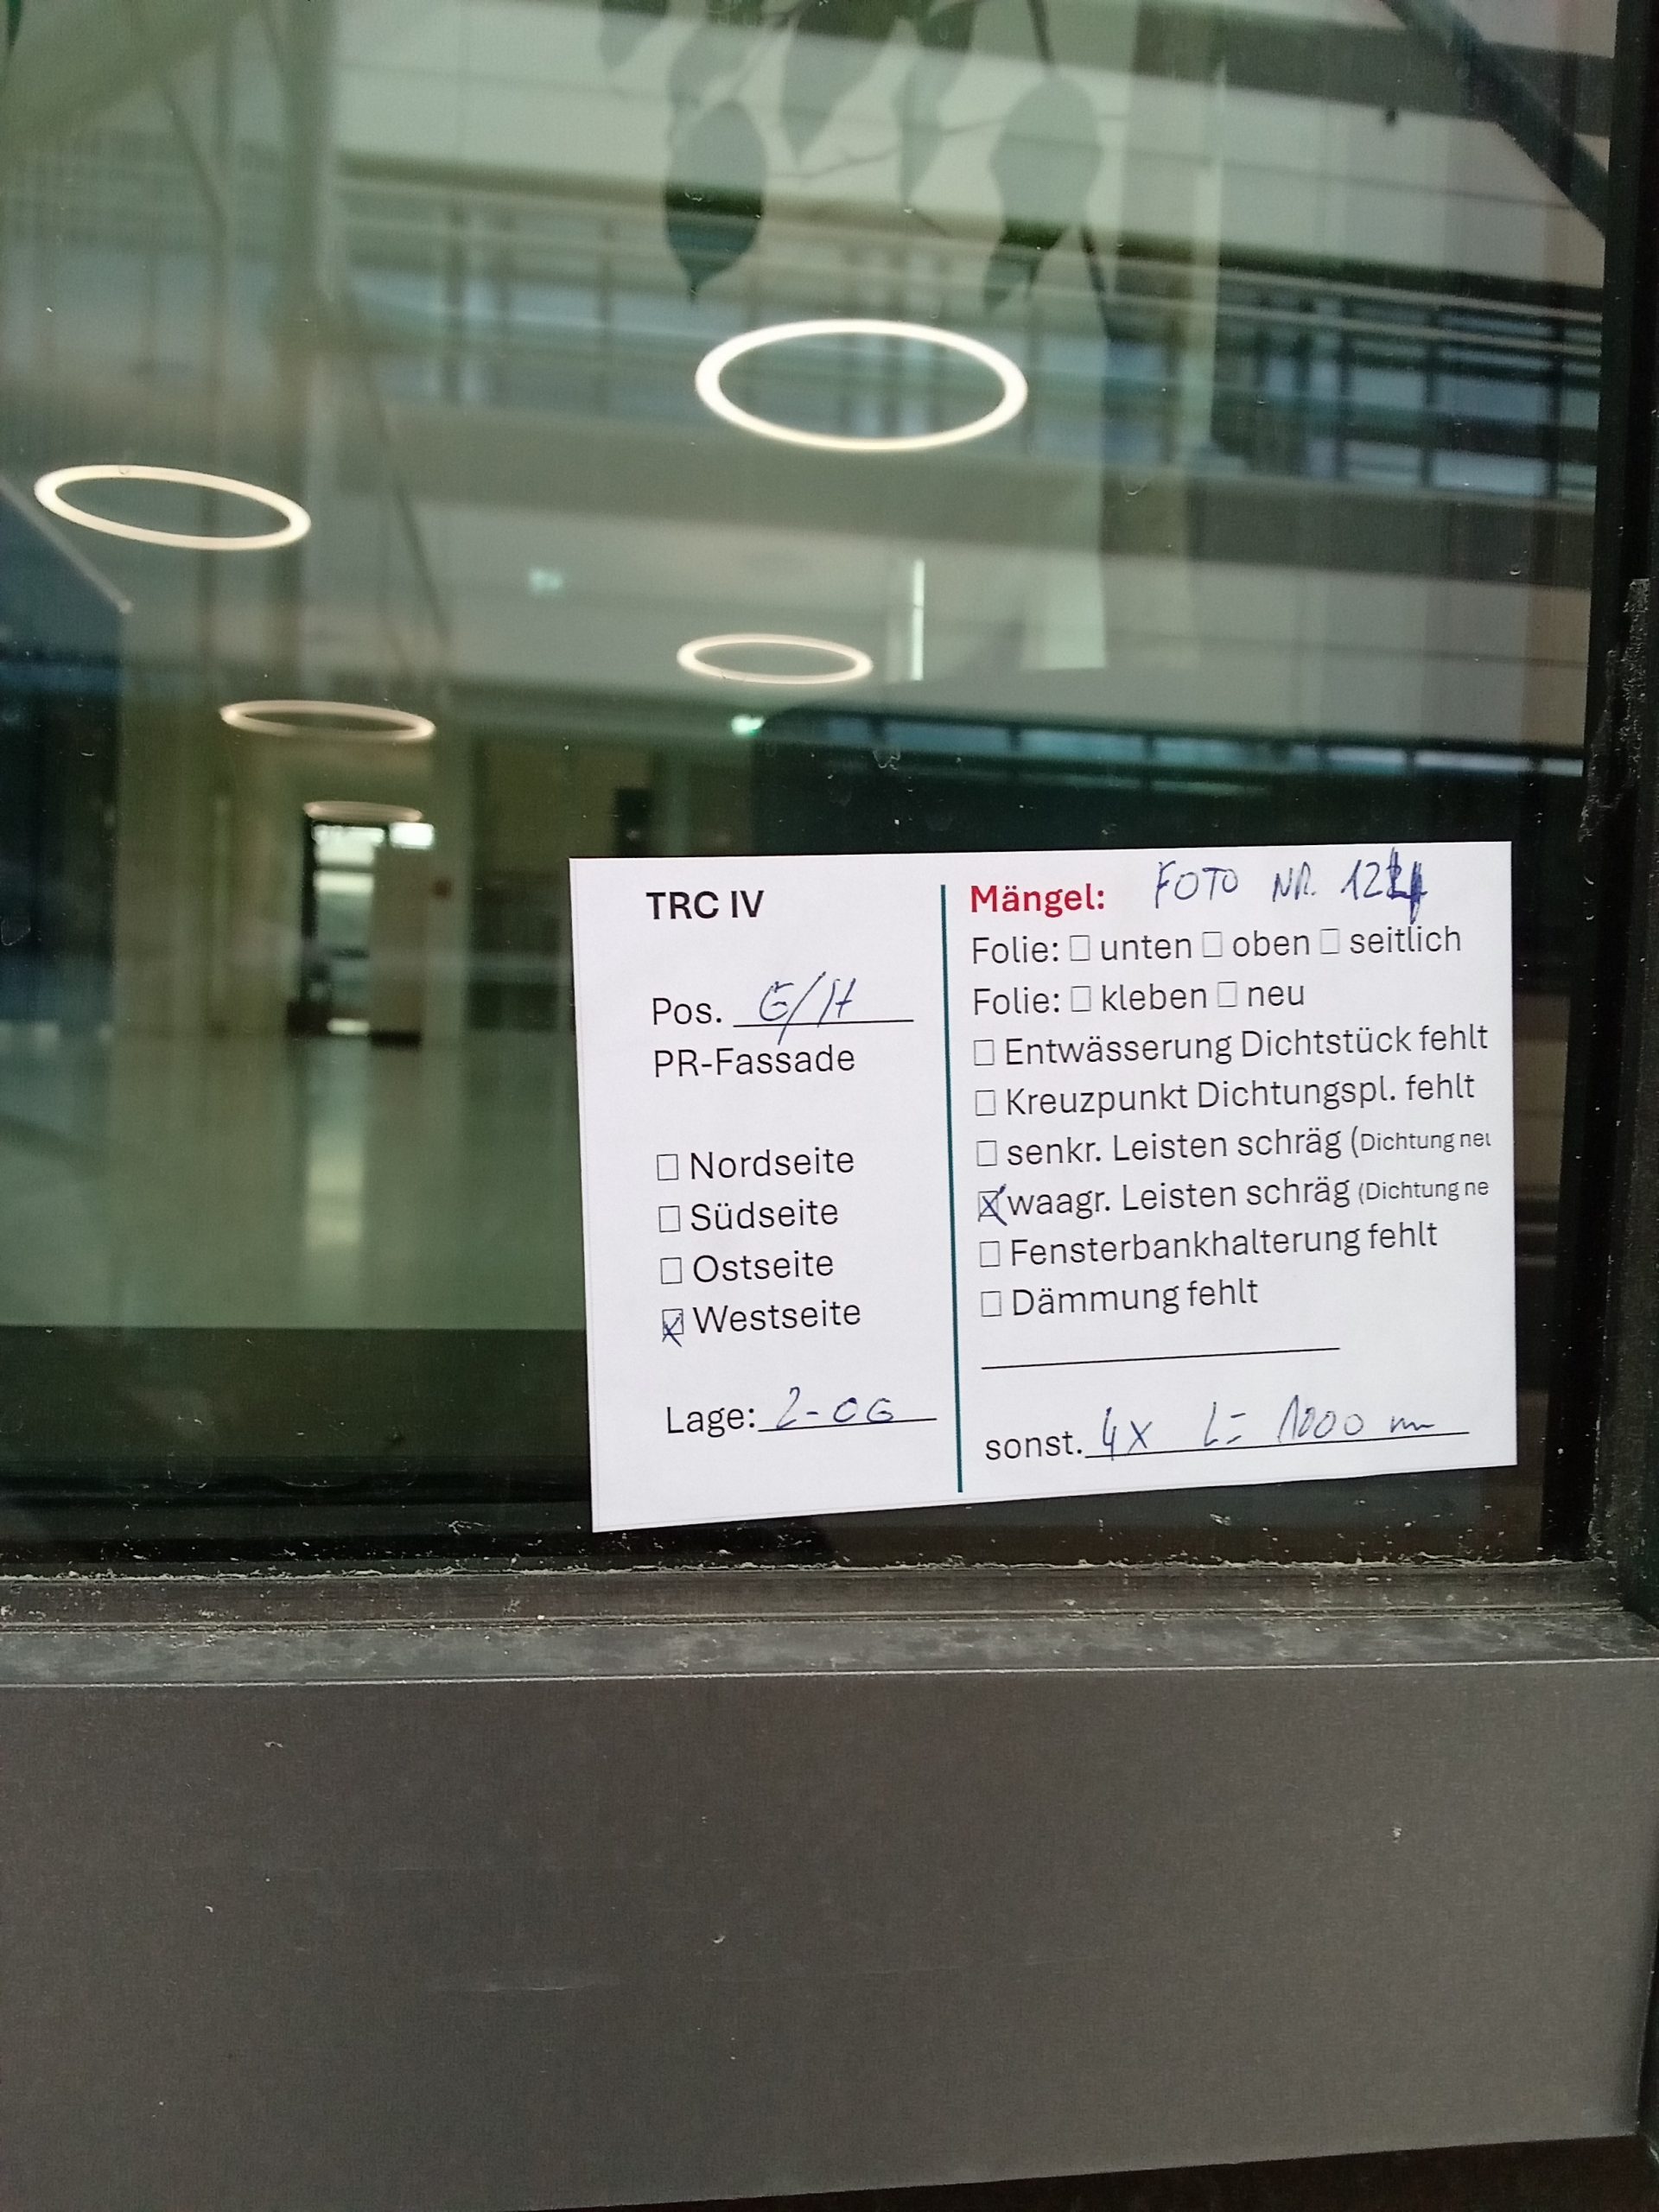 TRC IV
Pos. G/H
PR-Fassade
☐ Nordseite
☐ Südseite
☐ Ostseite
☒ Westseite
Lage: 2-OG
Mängel: FOTO NR. 124
Folie: ☐ unten ☐ oben ☐ seitlich
Folie: ☐ kleben ☐ neu
☐ Entwässerung Dichtstück fehlt
☐ Kreuzpunkt Dichtungspl. fehlt
☐ senkr. Leisten schräg (Dichtung neu
☒ waagr. Leisten schräg (Dichtung ne
☐ Fensterbankhalterung fehlt
☐ Dämmung fehlt
sonst. 4x L= 1000 mm